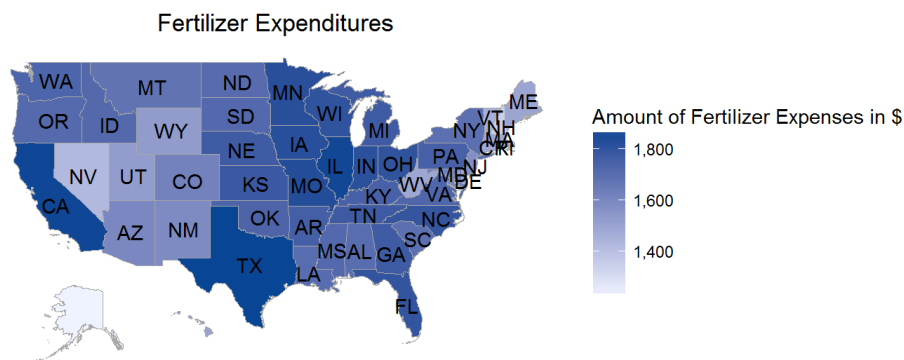 Fertilizer Expenditures
WA
MT
ND
MN
ME
OR
ID
SD
WI
VT
NH
WY
MI
NY
MA
CT
RI
NV
UT
CO
NE
IA
IL
IN
OH
PA
NJ
MD
DE
CA
KS
MO
WV
VA
KY
AZ
NM
OK
AR
TN
NC
SC
TX
LA
MS
AL
GA
FL
Amount of Fertilizer Expenses in $
1,800
1,600
1,400